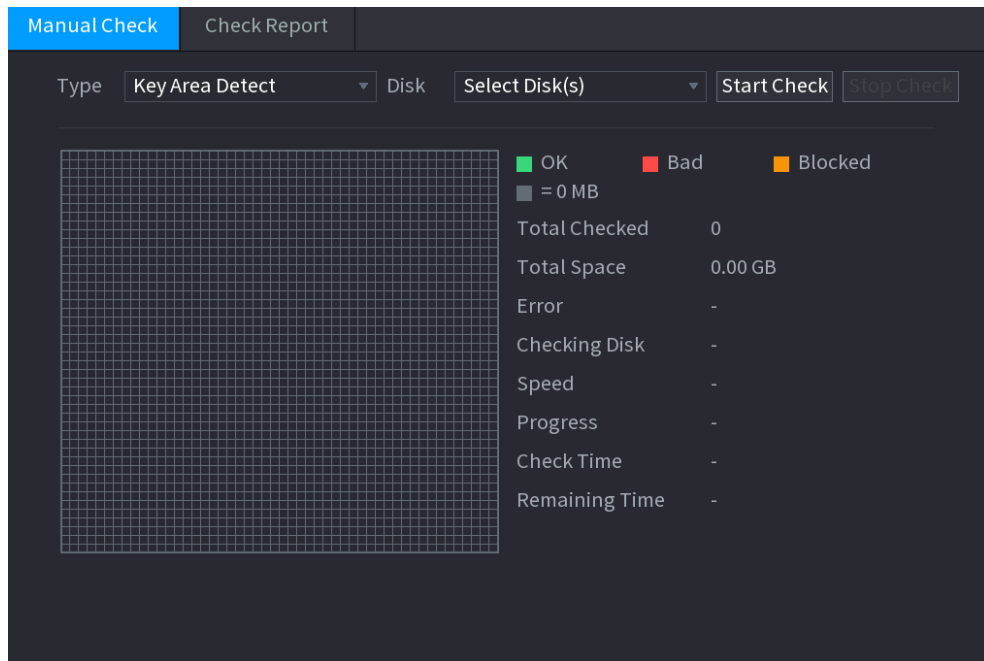 Manual Check Check Report
Type Key Area Detect Disk Select Disk(s) Start Check Stop Check
OK Bad Blocked
= 0 MB
Total Checked 0
Total Space 0.00 GB
Error -
Checking Disk -
Speed -
Progress -
Check Time -
Remaining Time -